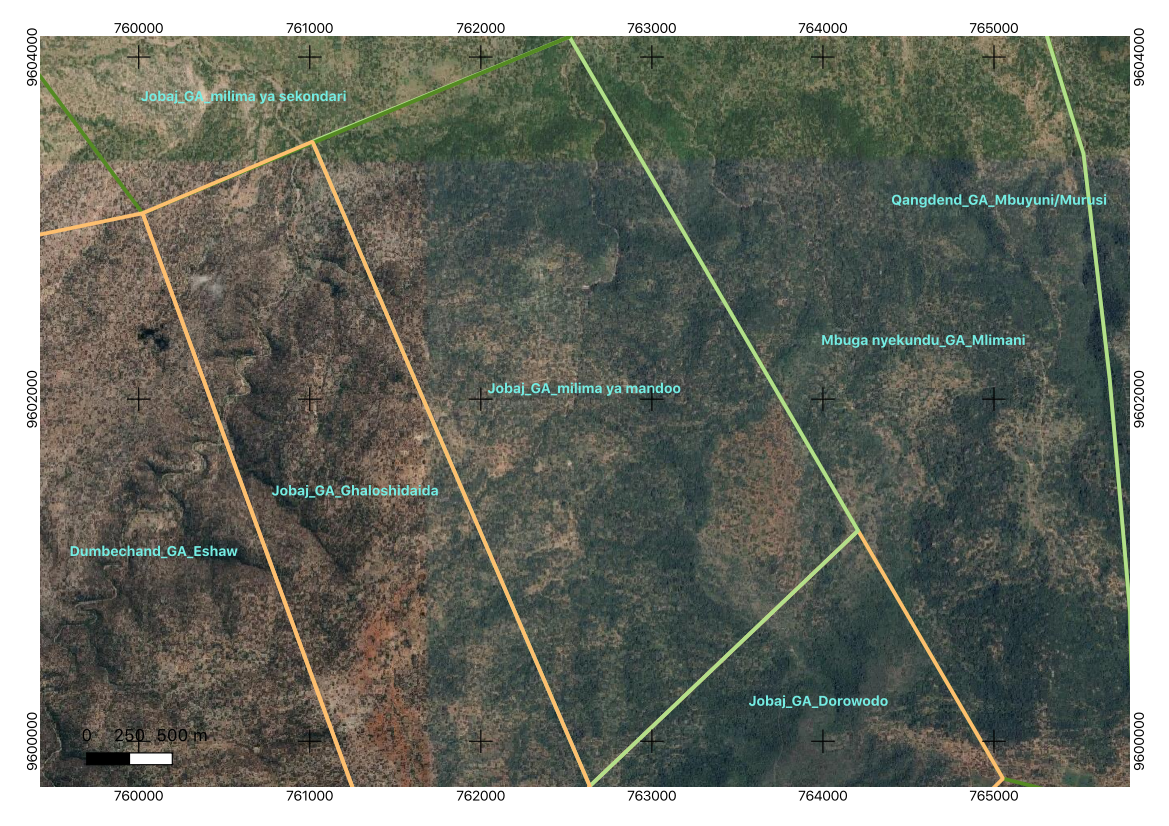 760000 761000 762000 763000 764000 765000
9604000
9604000
Jobaj_GA_milima ya sekondari
Qangdend_GA_Mbuyuni/Murusi
Mbuga nyekundu_GA_Mlimani
Jobaj_GA_milima ya mandoo
9602000
9602000
Jobaj_GA_Ghaloshidaida
Dumbechand_GA_Eshaw
Jobaj_GA_Dorowodo
9600000
9600000
0 250 500 m
760000 761000 762000 763000 764000 765000